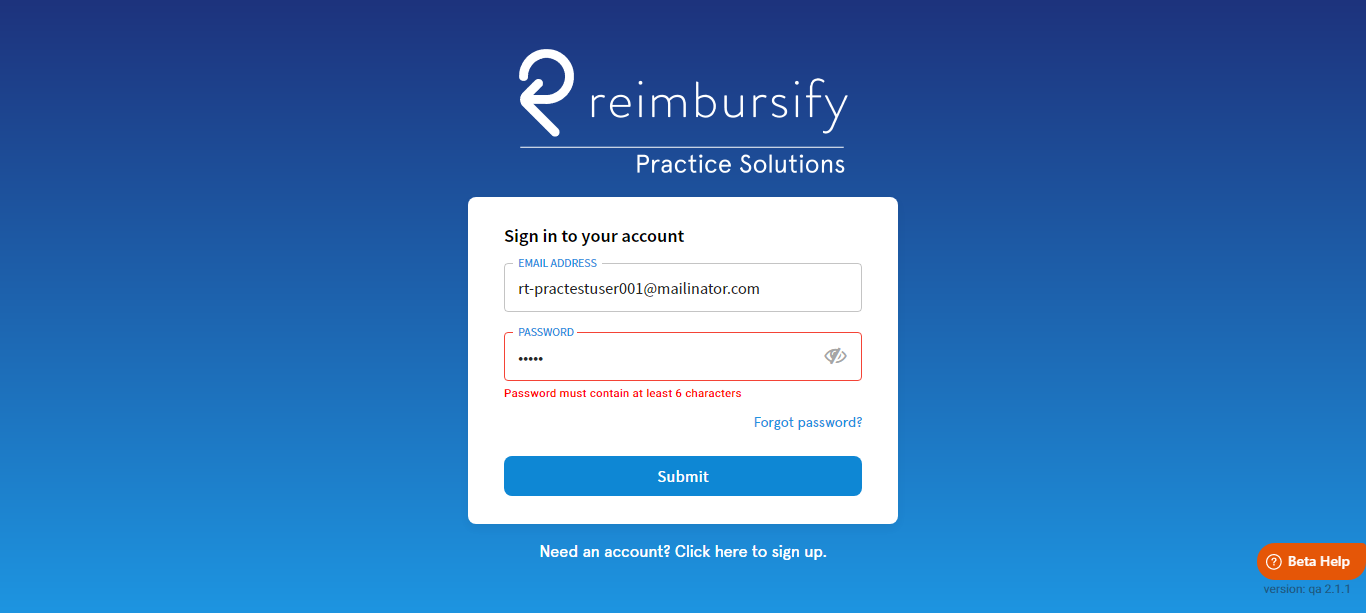 reimbursify
Practice Solutions
Sign in to your account
EMAIL ADDRESS
rt-practestuser001@mailinator.com
PASSWORD
•••••
Password must contain at least 6 characters
Forgot password?
Submit
Need an account? Click here to sign up.
Beta Help
version: qa 2.1.1